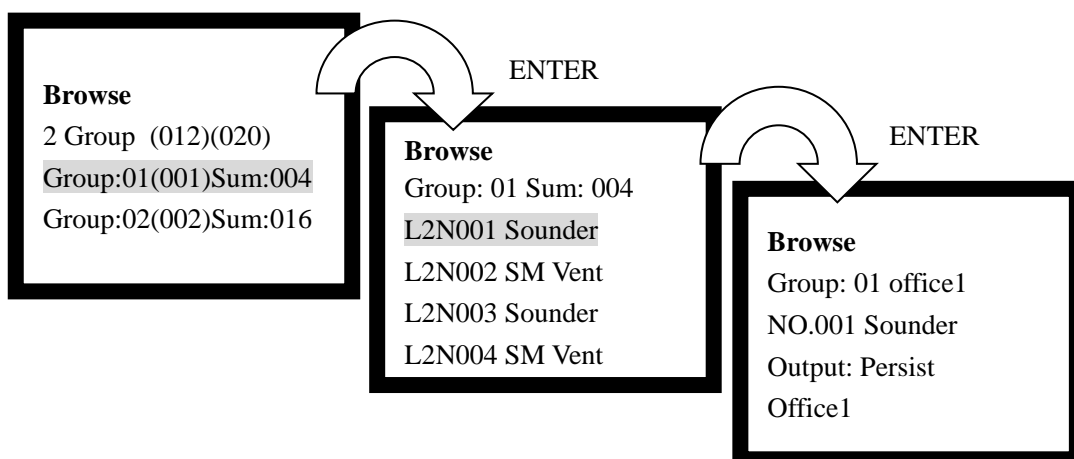 Browse
2 Group (012)(020)
Group:01(001)Sum:004
Group:02(002)Sum:016
ENTER
Browse
Group: 01 Sum: 004
L2N001 Sounder
L2N002 SM Vent
L2N003 Sounder
L2N004 SM Vent
ENTER
Browse
Group: 01 office1
NO.001 Sounder
Output: Persist
Office1